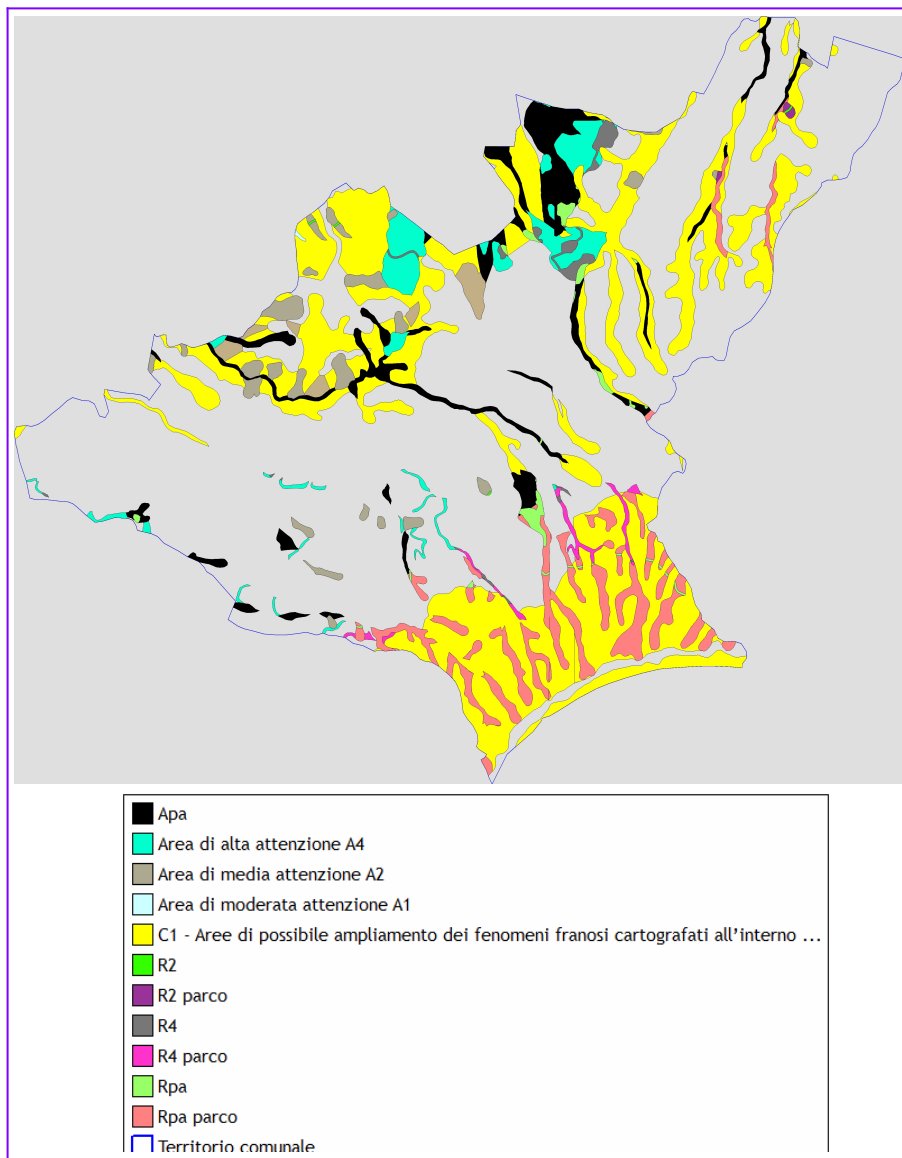 Apa
Area di alta attenzione A4
Area di media attenzione A2
Area di moderata attenzione A1
C1 - Aree di possibile ampliamento dei fenomeni franosi cartografati all'interno ...
R2
R2 parco
R4
R4 parco
Rpa
Rpa parco
Territorio comunale